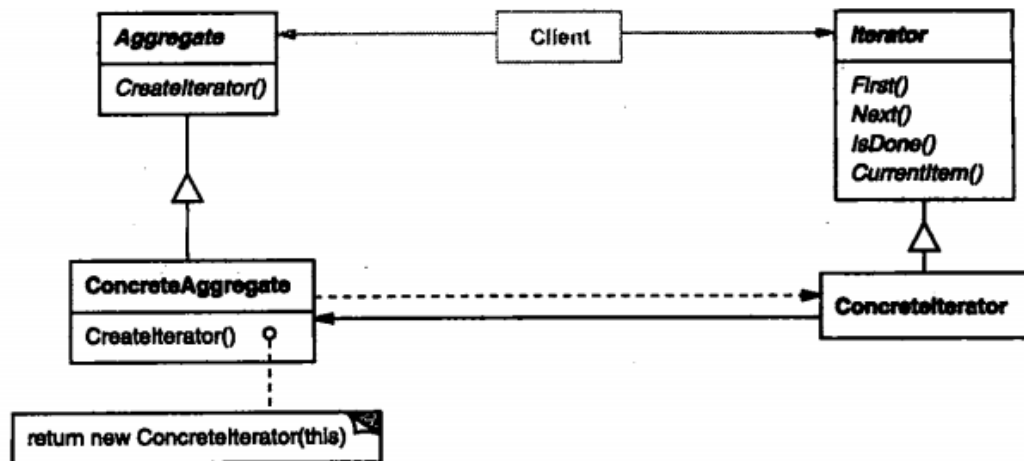 Aggregate
CreateIterator()
Client
Iterator
First()
Next()
IsDone()
CurrentItem()
ConcreteAggregate
CreateIterator()
ConcreteIterator
return new ConcreteIterator(this)